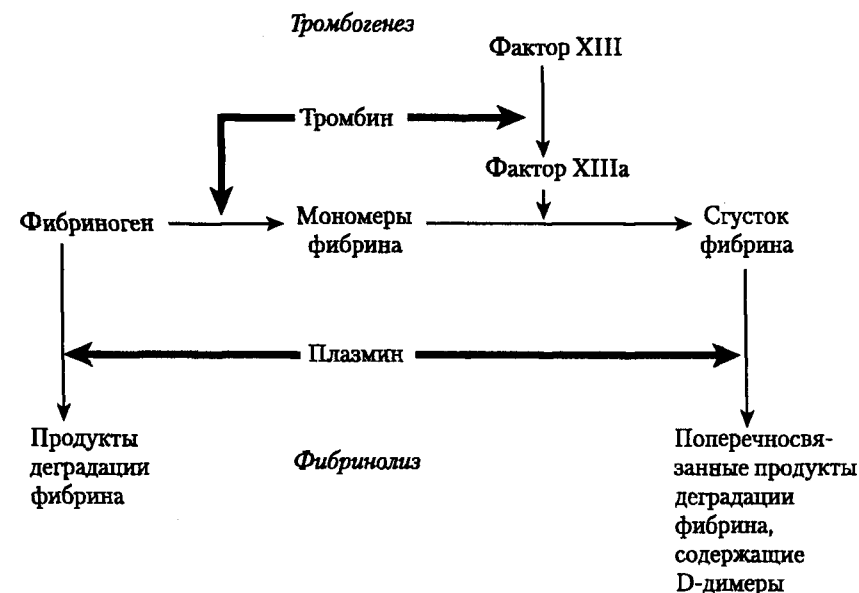 Тромбогенез
Фактор XIII
Тромбин
Фактор XIIIa
Фибриноген
Мономеры
фибрина
Сгусток
фибрина
Плазмин
Продукты
деградации
фибрина
Фибринолиз
Поперечносвя-
занные продукты
деградации
фибрина,
содержащие
D-димеры